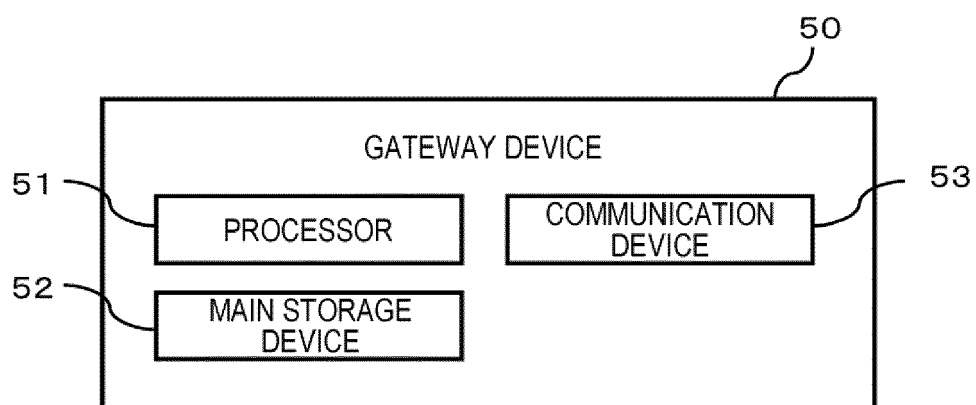 50
GATEWAY DEVICE
51
PROCESSOR
COMMUNICATION
DEVICE
53
52
MAIN STORAGE
DEVICE